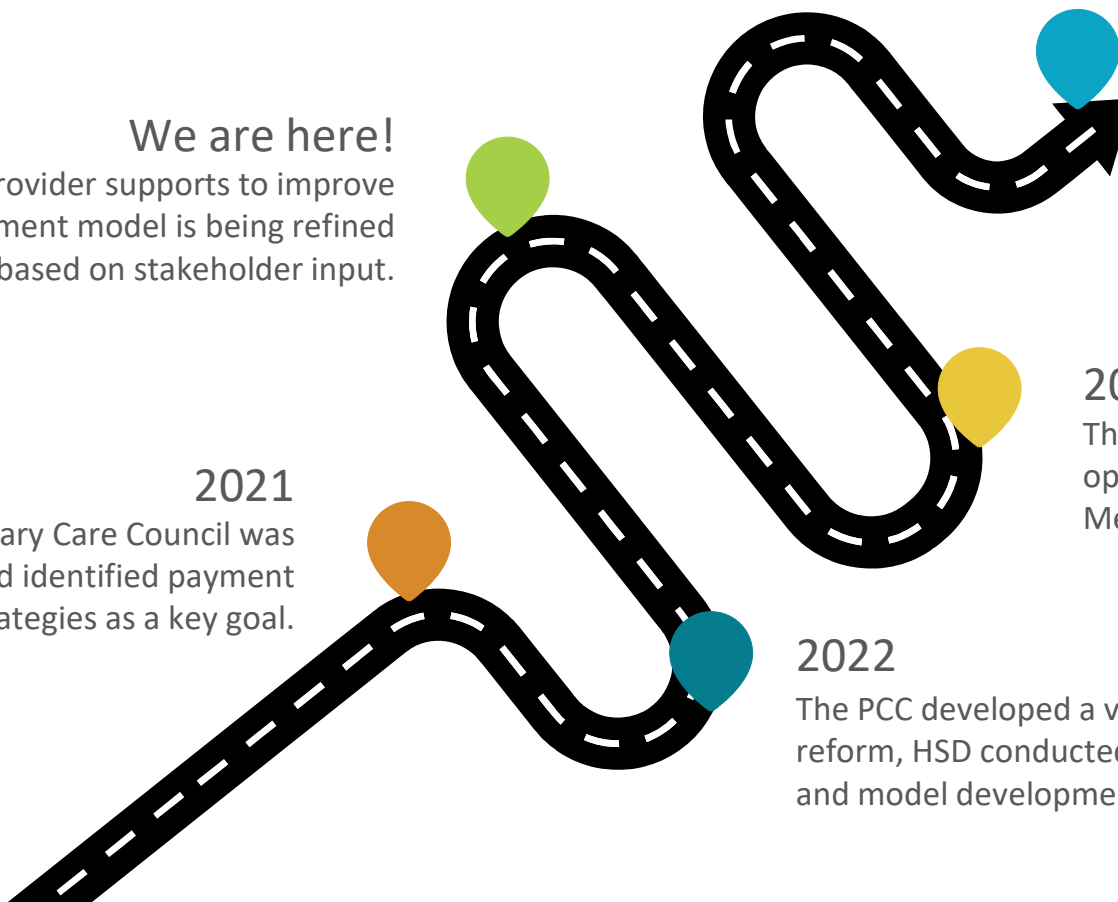 We are here!
rovider supports to improve
ment model is being refined
based on stakeholder input.
2021
ary Care Council was
d identified payment
ategies as a key goal.
20
Th
op
Me
2022
The PCC developed a v
reform, HSD conducted
and model developme